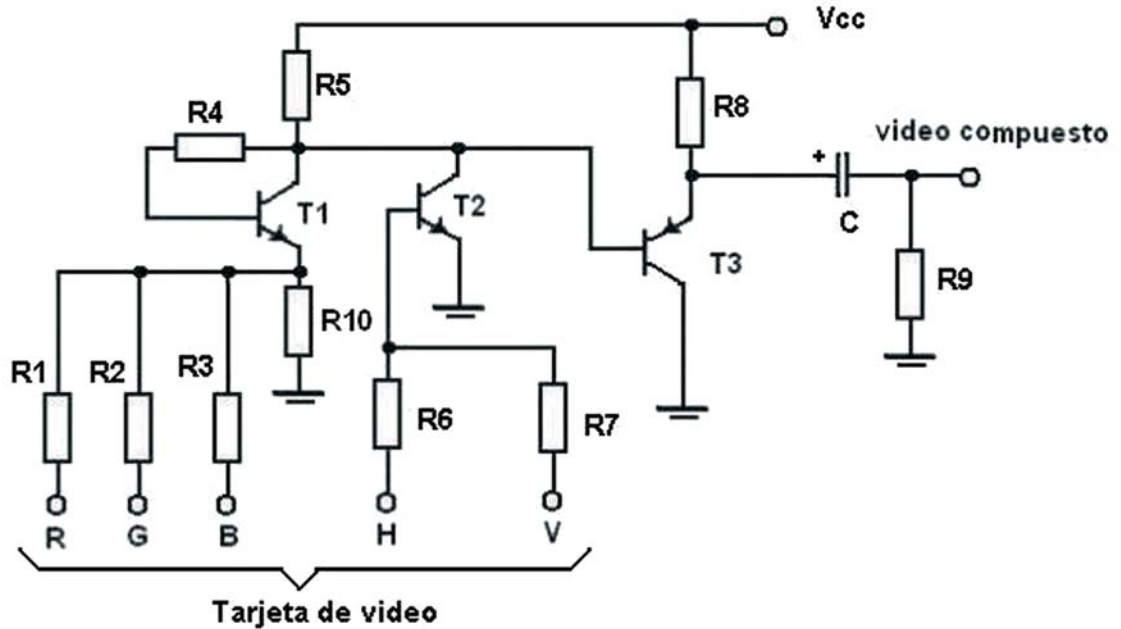 Vcc
R5
R4
R8
video compuesto
+
T1
T2
C
T3
R9
R10
R1
R2
R3
R6
R7
R
G
B
H
V
Tarjeta de video